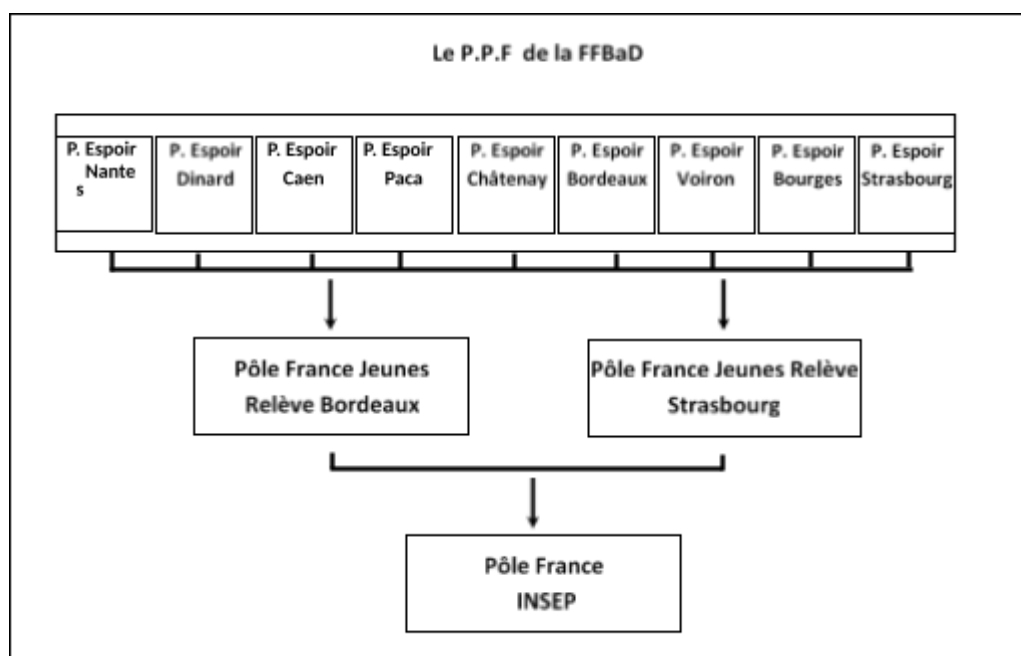 Le P.P.F de la FFBaD
P. Espoir
Nante
s
P. Espoir
Dinard
P. Espoir
Caen
P. Espoir
Paca
P. Espoir
Châtenay
P. Espoir
Bordeaux
P. Espoir
Voiron
P. Espoir
Bourges
P. Espoir
Strasbourg
Pôle France Jeunes
Relève Bordeaux
Pôle France Jeunes Relève
Strasbourg
Pôle France
INSEP